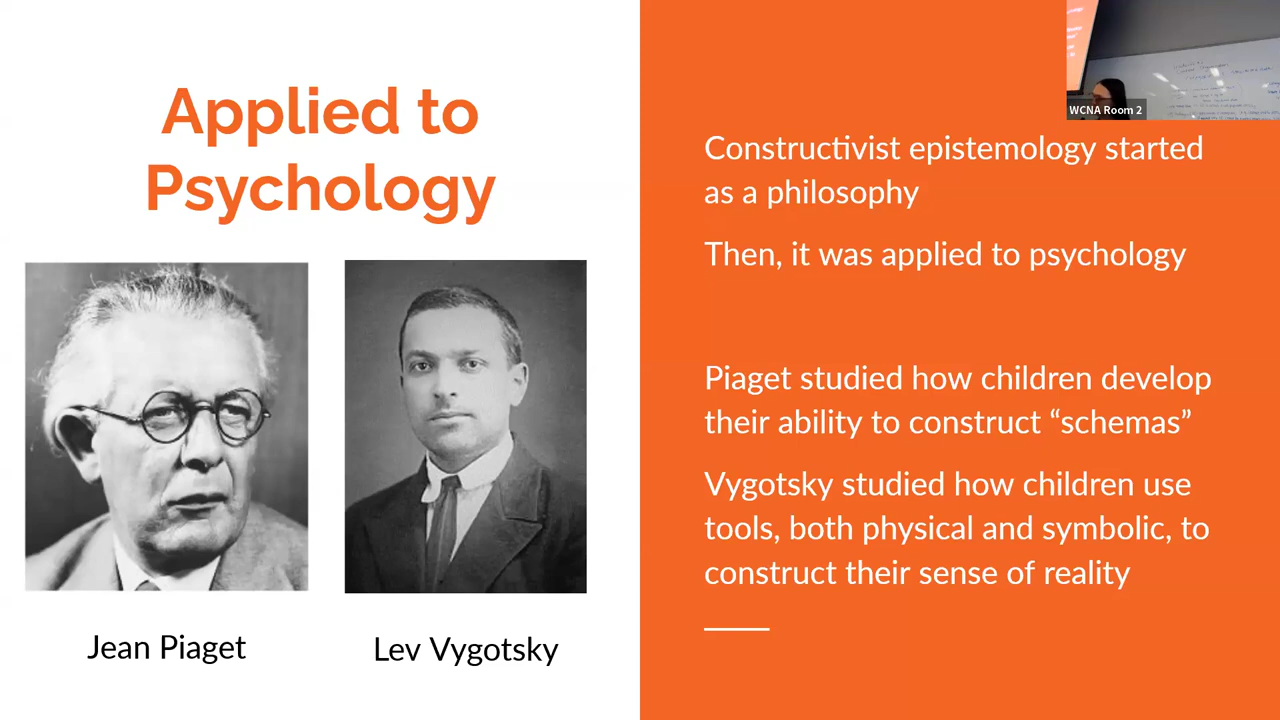 Applied to
Psychology
Jean Piaget
Lev Vygotsky
WCNA Room 2
Constructivist epistemology started
as a philosophy
Then, it was applied to psychology
Piaget studied how children develop
their ability to construct “schemas”
Vygotsky studied how children use
tools, both physical and symbolic, to
construct their sense of reality